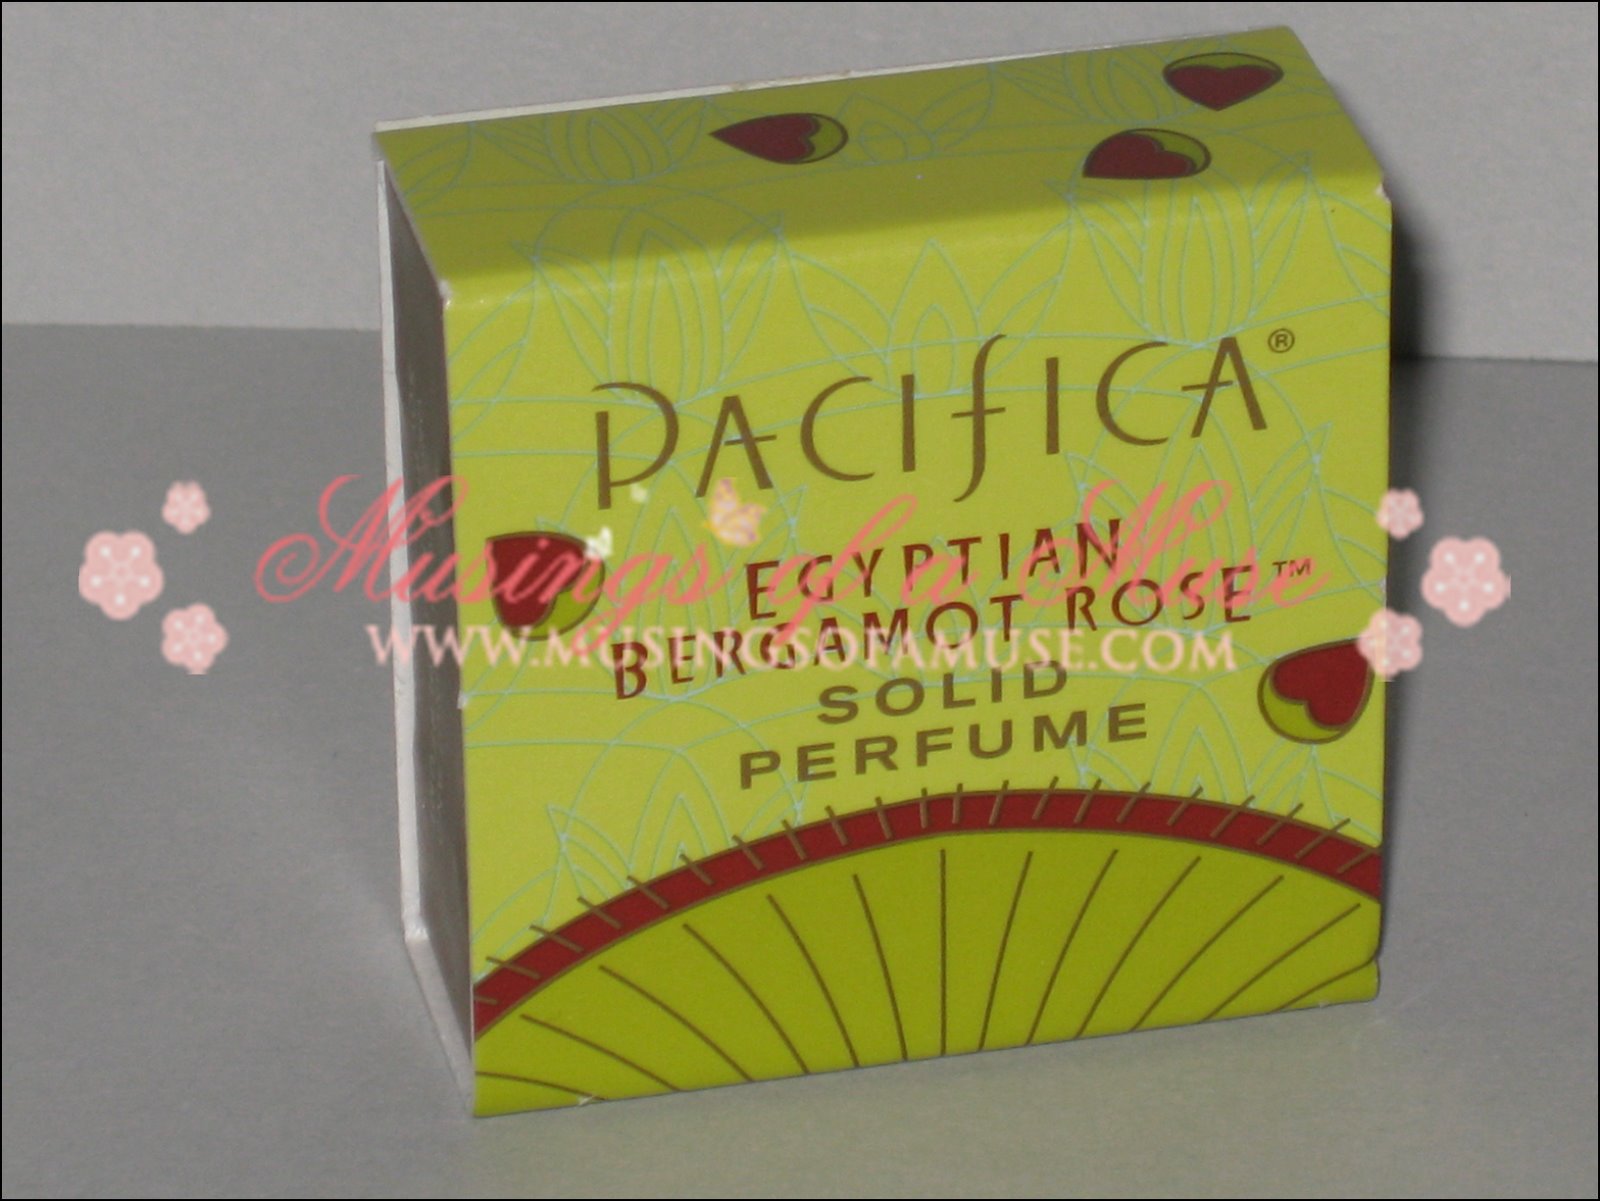 PACIFICA®
Musings of a Muse
EGYPTIAN
BERGAMOT ROSE™
WWW.MUSINGSOFAMUSE.COM
SOLID
PERFUME